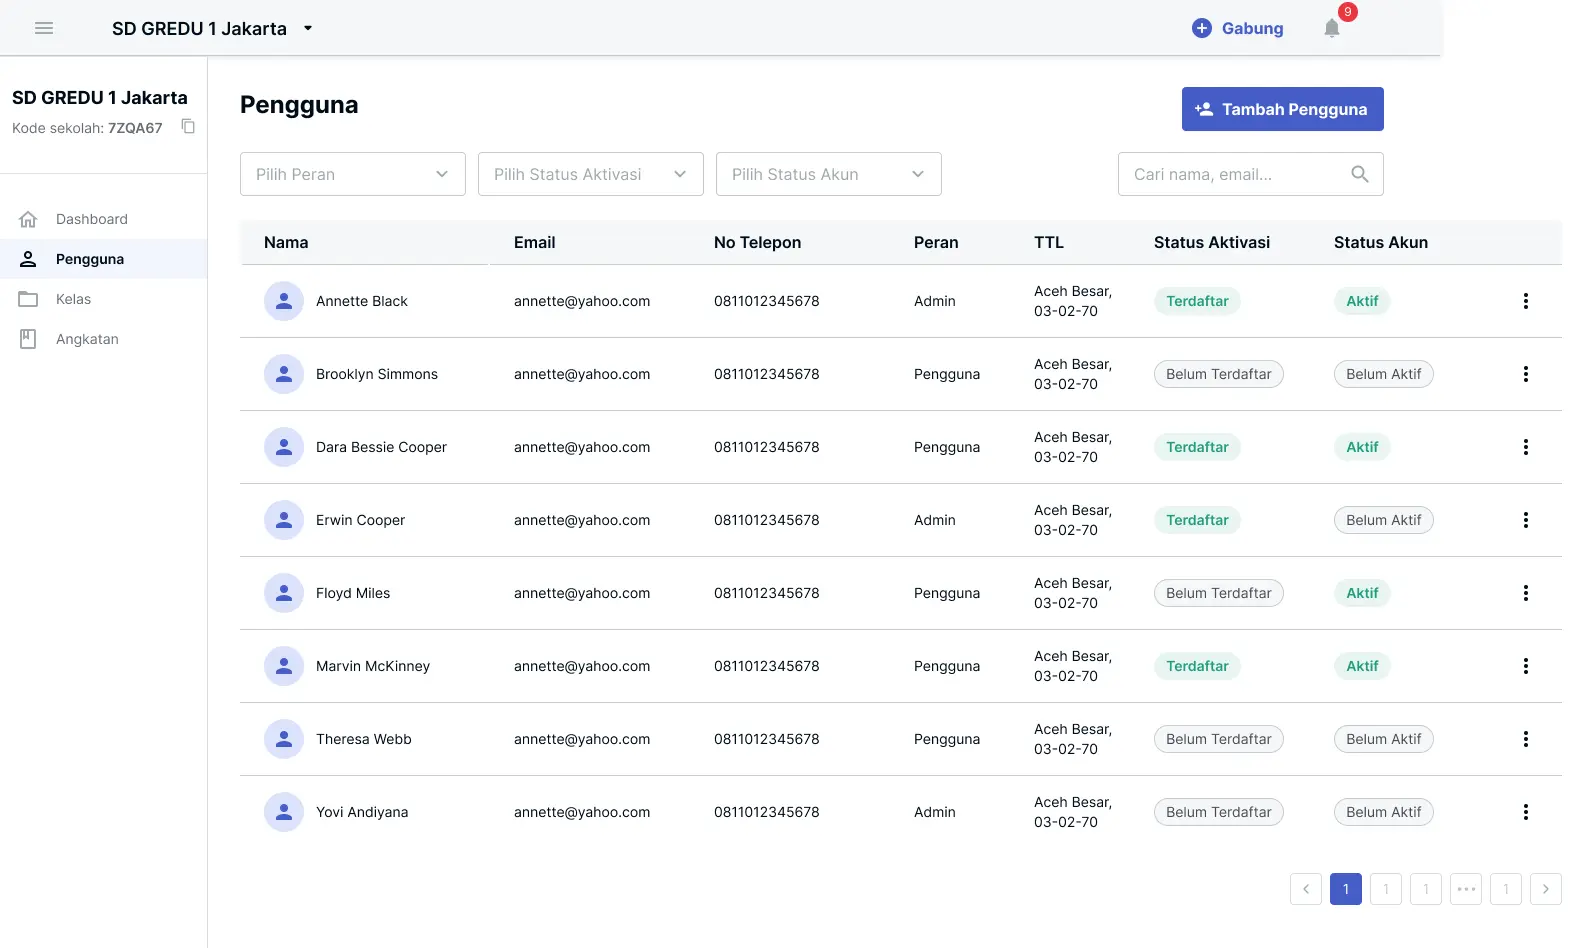 SD GREDU 1 Jakarta
Gabung
9
SD GREDU 1 Jakarta
Kode sekolah: 7ZQA67
Dashboard
Pengguna
Kelas
Angkatan
Pengguna
Tambah Pengguna
Pilih Peran
Pilih Status Aktivasi
Pilih Status Akun
Cari nama, email...
Nama Email No Telepon Peran TTL Status Aktivasi Status Akun
Annette Black annette@yahoo.com 0811012345678 Admin Aceh Besar, Terdaftar Aktif
03-02-70
Brooklyn Simmons annette@yahoo.com 0811012345678 Pengguna Aceh Besar, Belum Terdaftar Belum Aktif
03-02-70
Dara Bessie Cooper annette@yahoo.com 0811012345678 Pengguna Aceh Besar, Terdaftar Aktif
03-02-70
Erwin Cooper annette@yahoo.com 0811012345678 Admin Aceh Besar, Terdaftar Belum Aktif
03-02-70
Floyd Miles annette@yahoo.com 0811012345678 Pengguna Aceh Besar, Belum Terdaftar Aktif
03-02-70
Marvin McKinney annette@yahoo.com 0811012345678 Pengguna Aceh Besar, Terdaftar Aktif
03-02-70
Theresa Webb annette@yahoo.com 0811012345678 Pengguna Aceh Besar, Belum Terdaftar Belum Aktif
03-02-70
Yovi Andiyana annette@yahoo.com 0811012345678 Admin Aceh Besar, Belum Terdaftar Belum Aktif
03-02-70
1 1 1 ••• 1